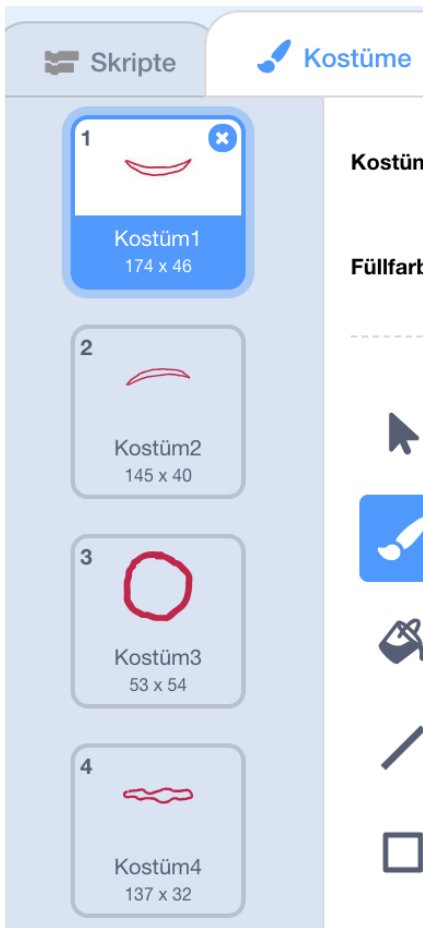 Skripte
Kostüme
1
Kostüm1
174 x 46
2
Kostüm2
145 x 40
3
Kostüm3
53 x 54
4
Kostüm4
137 x 32
Kostün
Füllfarb